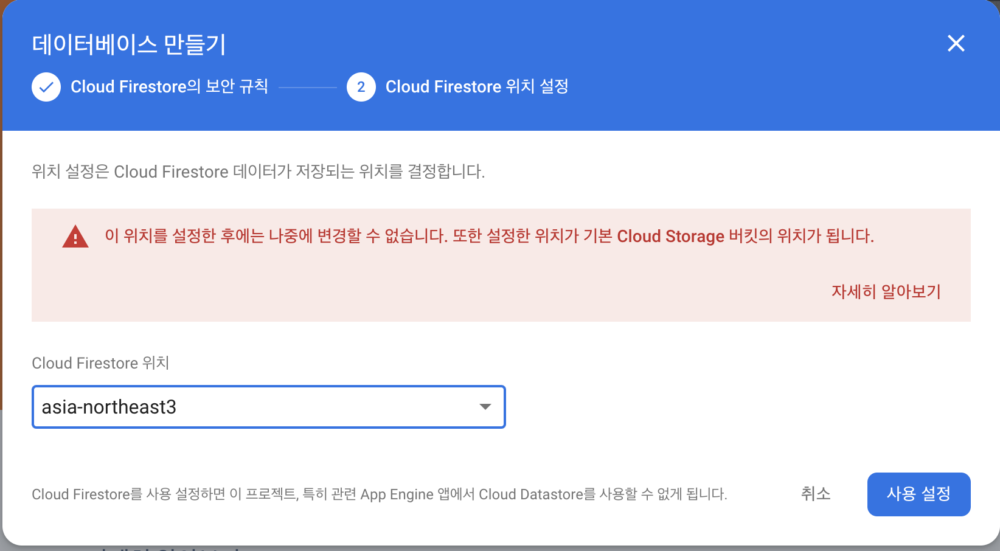 데이터베이스 만들기
Cloud Firestore의 보안 규칙
2 Cloud Firestore 위치 설정
위치 설정은 Cloud Firestore 데이터가 저장되는 위치를 결정합니다.
이 위치를 설정한 후에는 나중에 변경할 수 없습니다. 또한 설정한 위치가 기본 Cloud Storage 버킷의 위치가 됩니다.
자세히 알아보기
Cloud Firestore 위치
asia-northeast3
Cloud Firestore를 사용 설정하면 이 프로젝트, 특히 관련 App Engine 앱에서 Cloud Datastore를 사용할 수 없게 됩니다.
취소
사용 설정